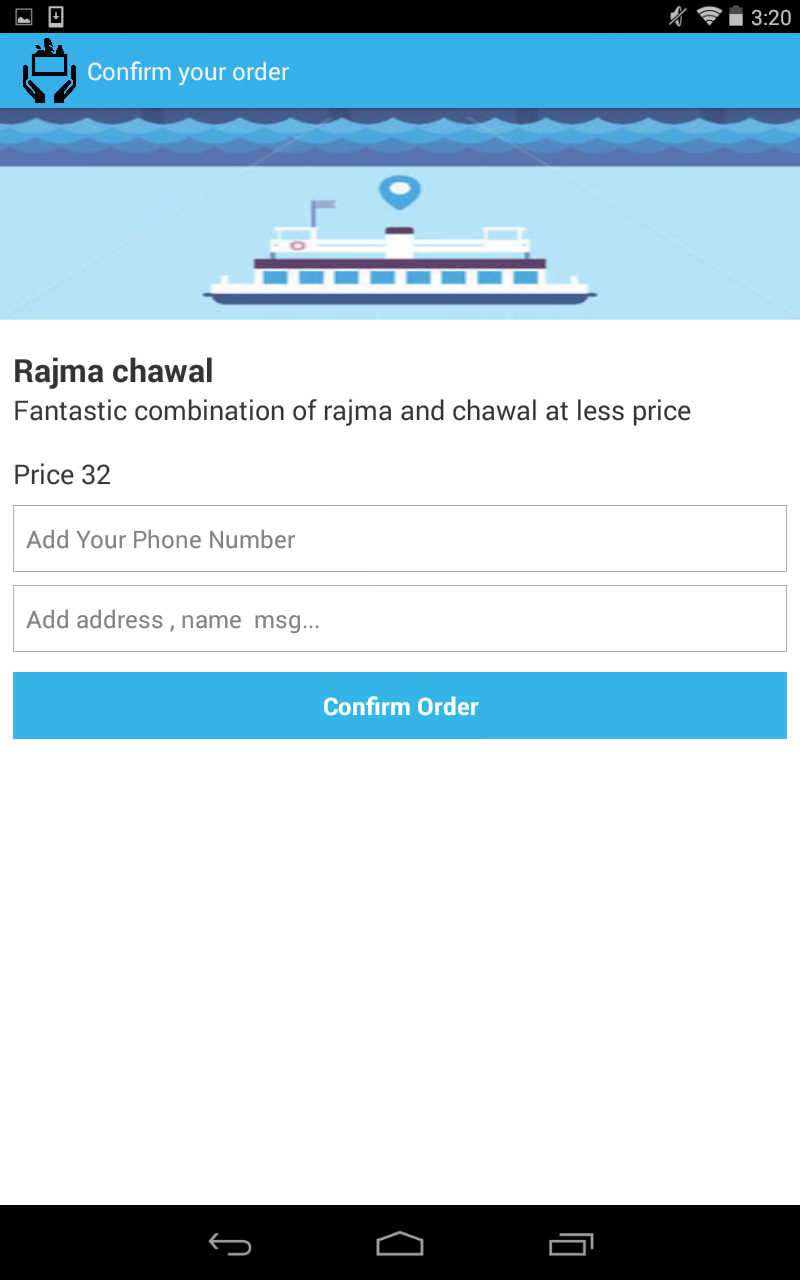 3:20
Confirm your order
Rajma chawal
Fantastic combination of rajma and chawal at less price
Price 32
Add Your Phone Number
Add address , name  msg...
Confirm Order